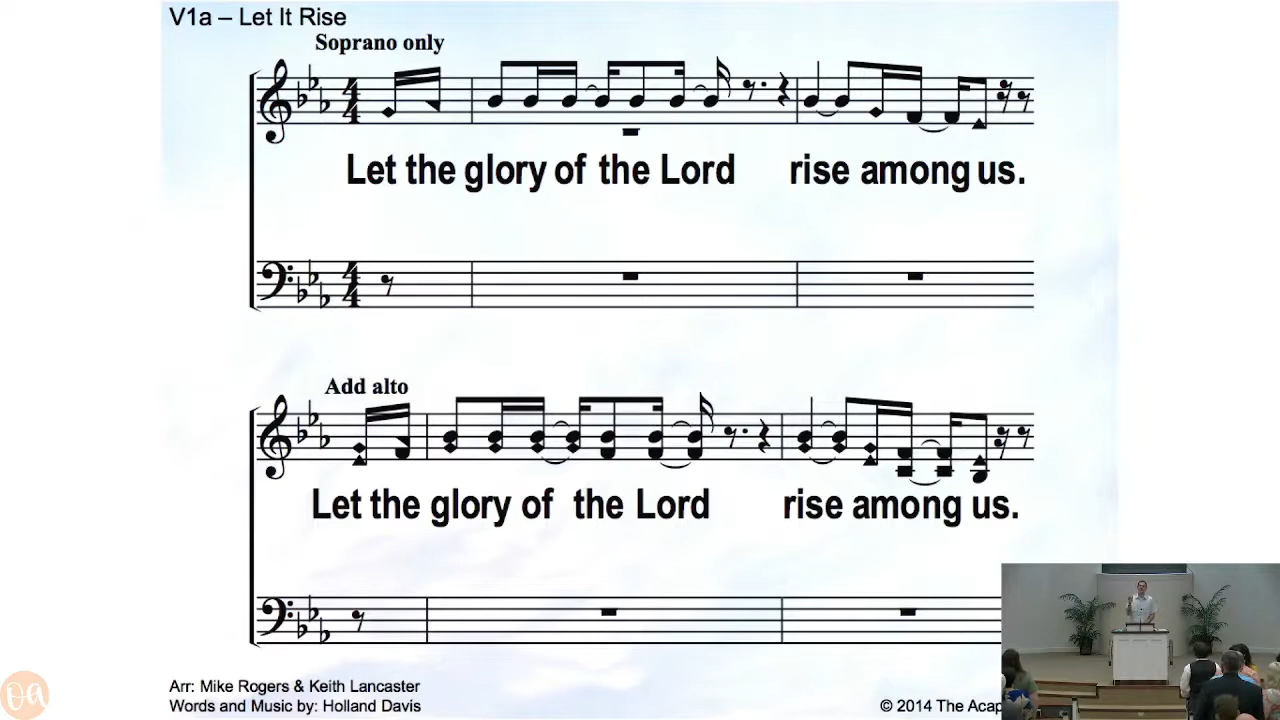 V1a – Let It Rise
Soprano only
Let the glory of the Lord rise among us.
Add alto
Let the glory of the Lord rise among us.
Arr: Mike Rogers & Keith Lancaster
Words and Music by: Holland Davis
© 2014 The Acap
oa